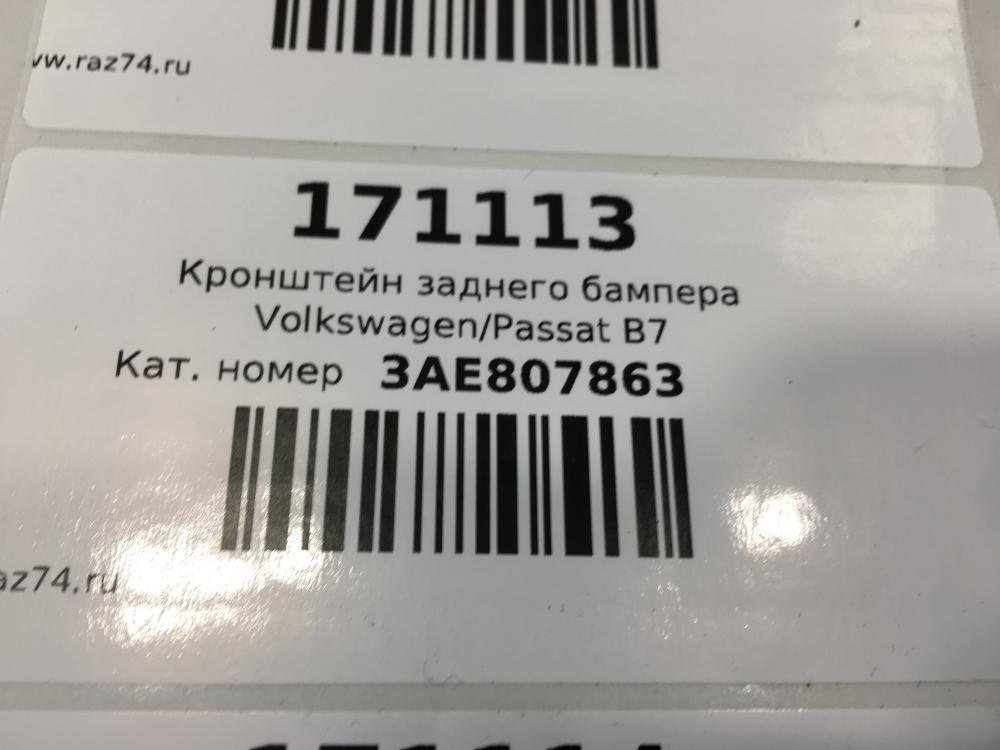 vw.raz74.ru
171113
Кронштейн заднего бампера
Volkswagen/Passat B7
Кат. номер 3AE807863
az74.ru